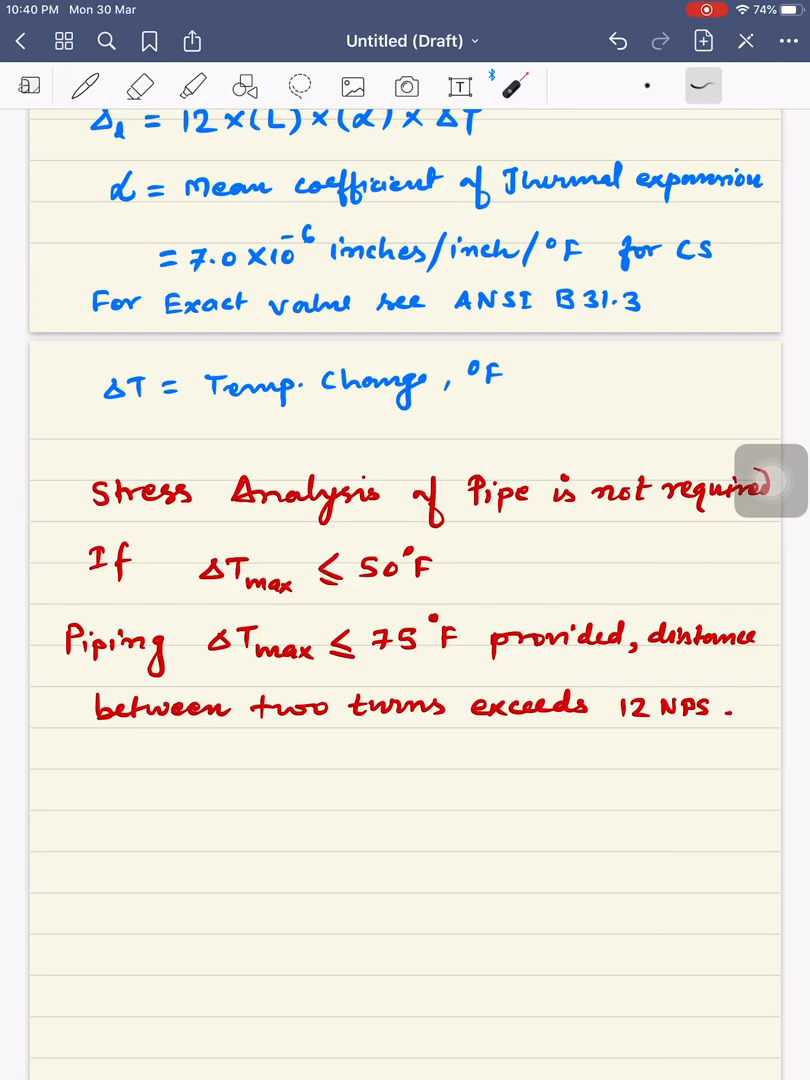 10:40 PM Mon 30 Mar
74%
Untitled (Draft)
T
Δl = 12 x (L) x (α) x ΔT
α = Mean coefficient of Thermal expansion
= 7.0 x 10⁻⁶ inches/inch/°F for CS
For Exact value see ANSI B 31.3
ΔT = Temp. Change, °F
Stress Analysis of Pipe is not required
If ΔTmax ≤ 50°F
Piping ΔTmax ≤ 75°F provided, distance
between two turns exceeds 12 NPS.